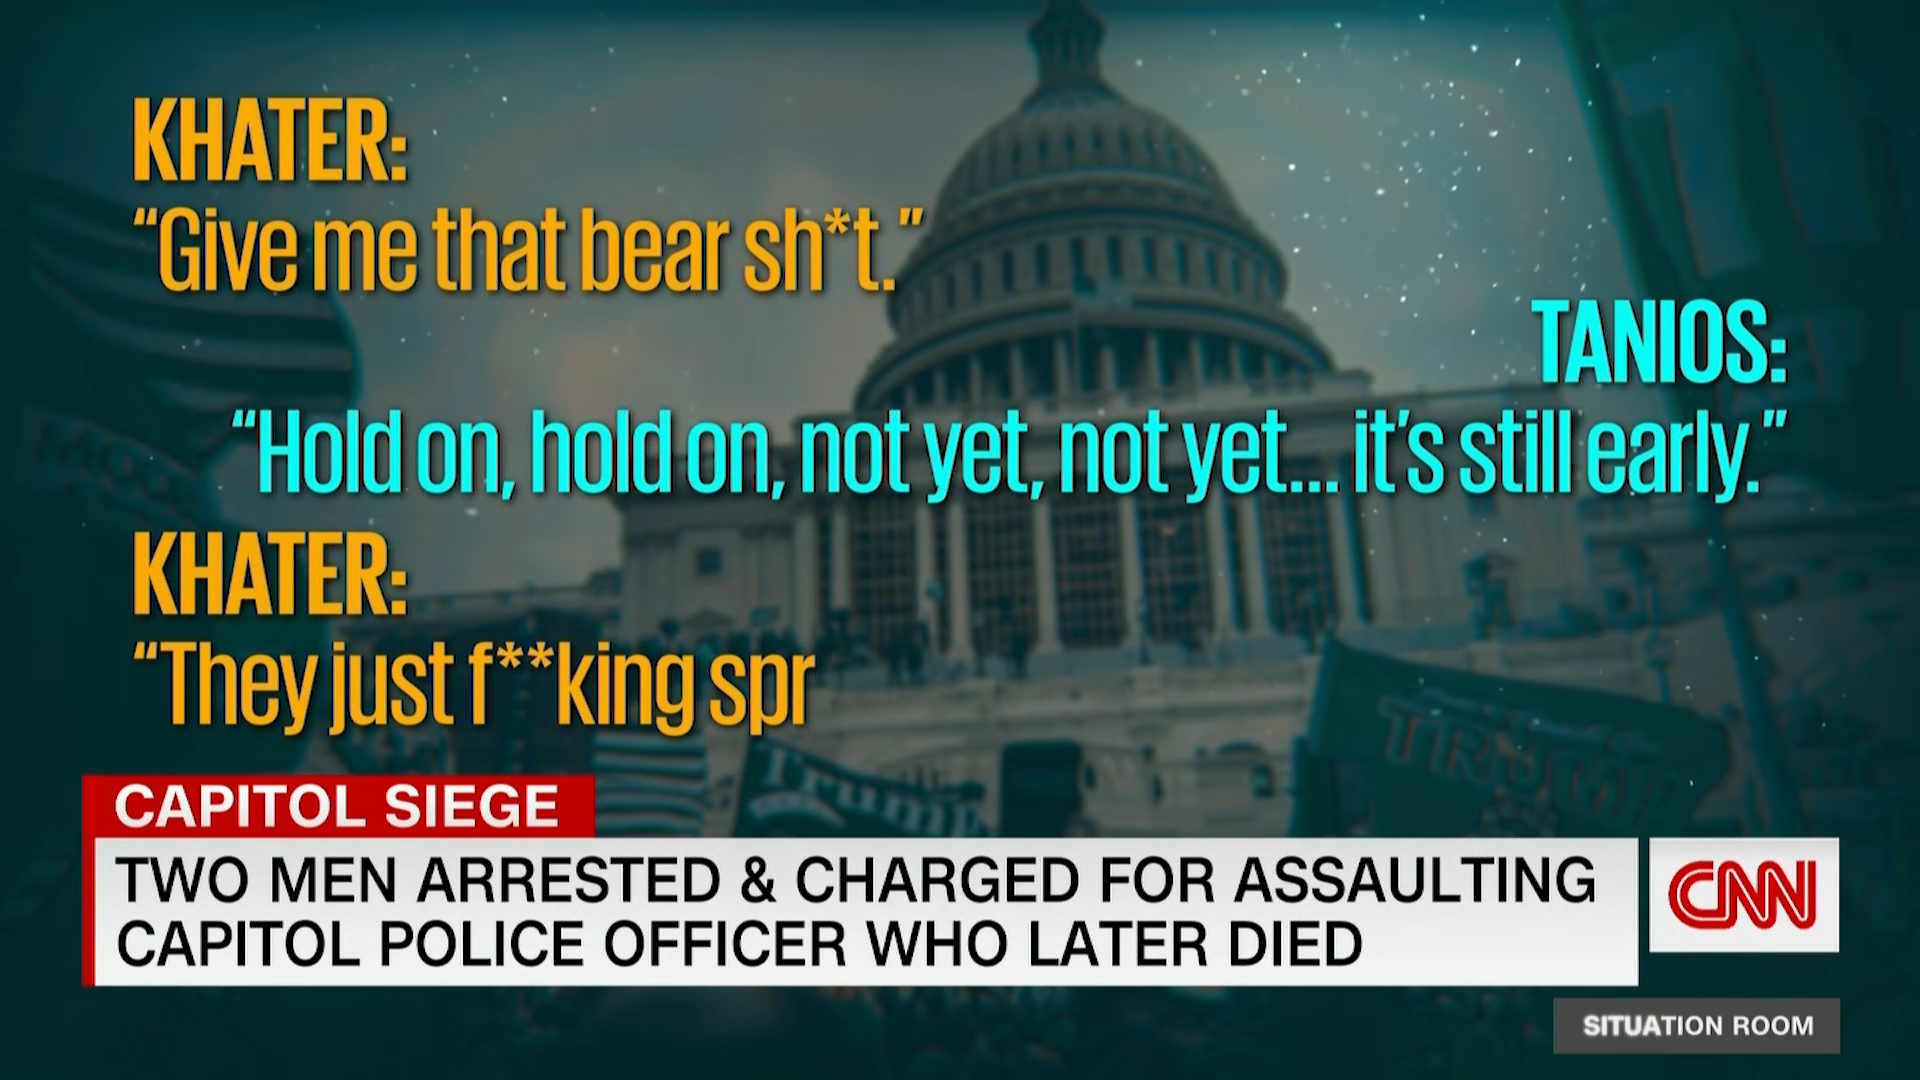 KHATER:
“Give me that bear sh*t.”
TANIOS:
“Hold on, hold on, not yet, not yet... it’s still early.”
KHATER:
“They just f**king spr
Trump
TRUMP
CAPITOL SIEGE
TWO MEN ARRESTED & CHARGED FOR ASSAULTING
CAPITOL POLICE OFFICER WHO LATER DIED
CNN
SITUATION ROOM